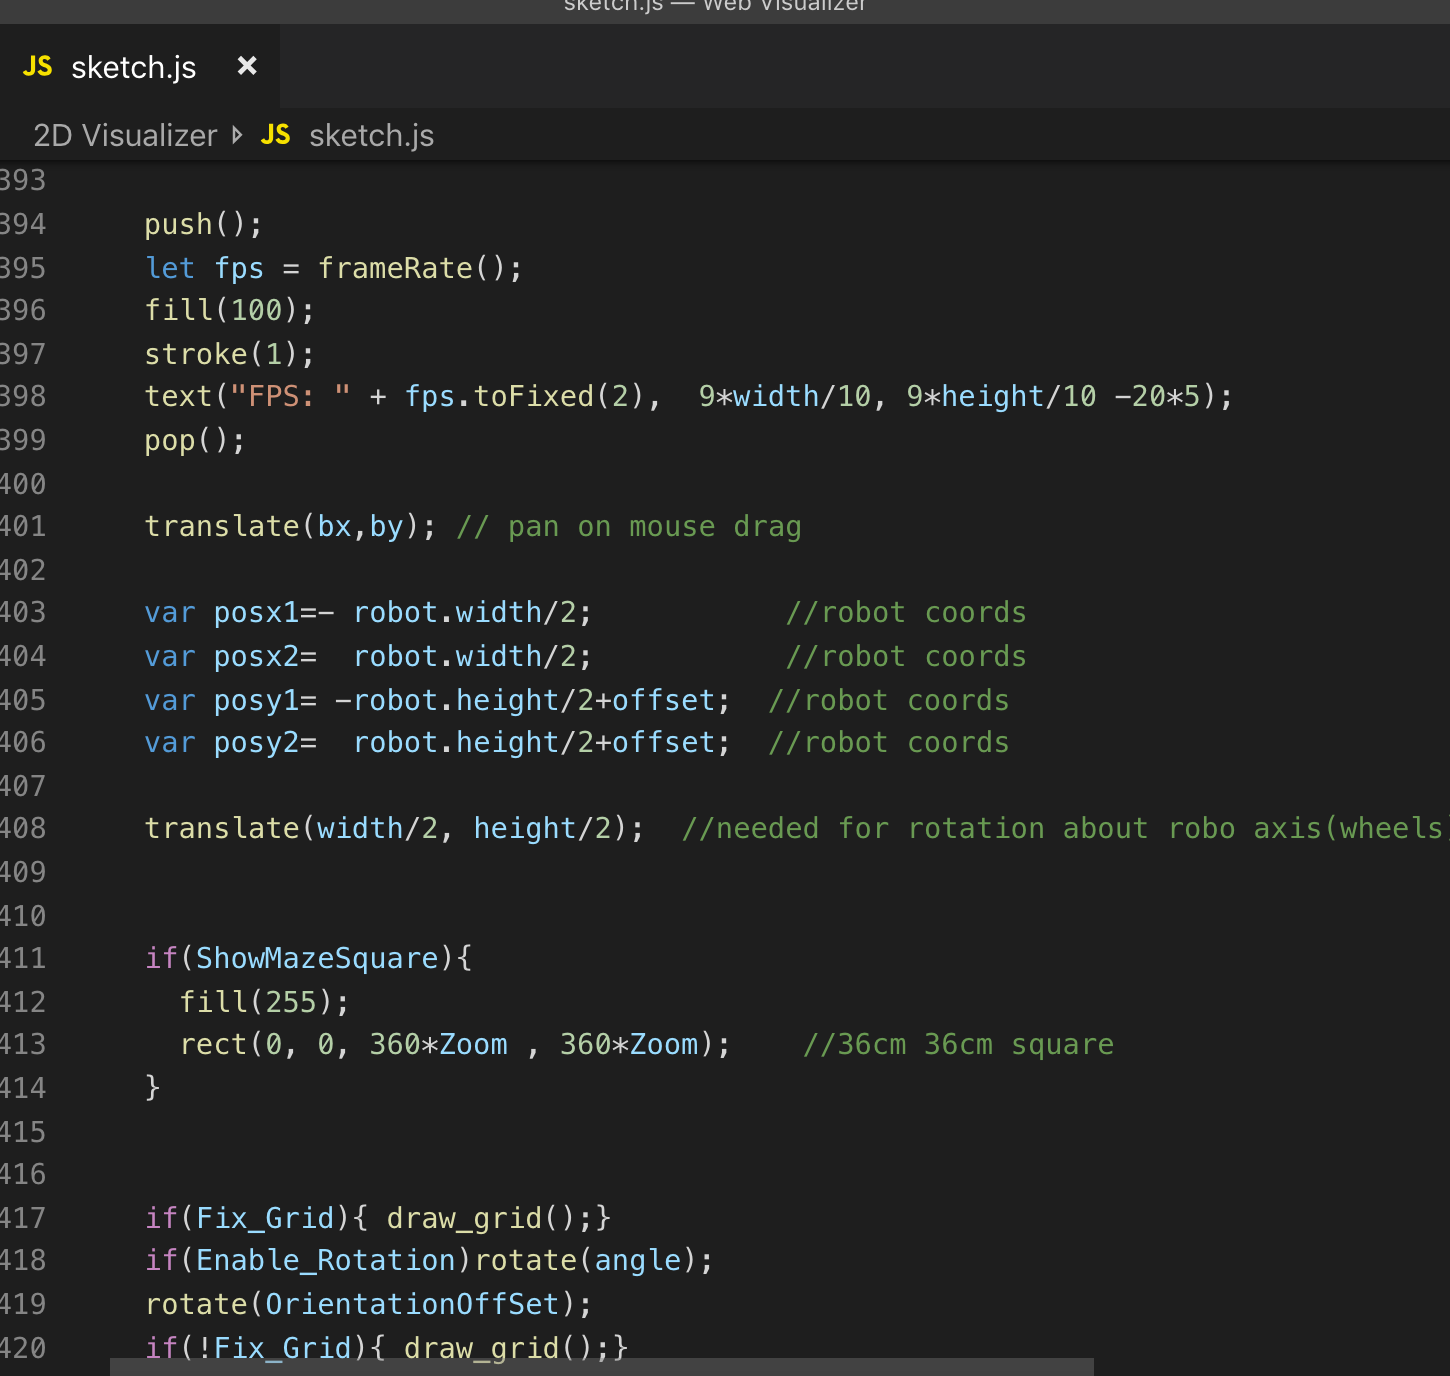 sketch.js — Web Visualizer
JS sketch.js ×
2D Visualizer JS sketch.js
393
394 push();
395 let fps = frameRate();
396 fill(100);
397 stroke(1);
398 text("FPS: " + fps.toFixed(2),  9*width/10, 9*height/10 -20*5);
399 pop();
400
401 translate(bx,by); // pan on mouse drag
402
403 var posx1=- robot.width/2;           //robot coords
404 var posx2=  robot.width/2;           //robot coords
405 var posy1= -robot.height/2+offset;  //robot coords
406 var posy2=  robot.height/2+offset;  //robot coords
407
408 translate(width/2, height/2);  //needed for rotation about robo axis(wheels)
409
410
411 if(ShowMazeSquare){
412   fill(255);
413   rect(0, 0, 360*Zoom , 360*Zoom);    //36cm 36cm square
414 }
415
416
417 if(Fix_Grid){ draw_grid();}
418 if(Enable_Rotation)rotate(angle);
419 rotate(OrientationOffSet);
420 if(!Fix_Grid){ draw_grid();}